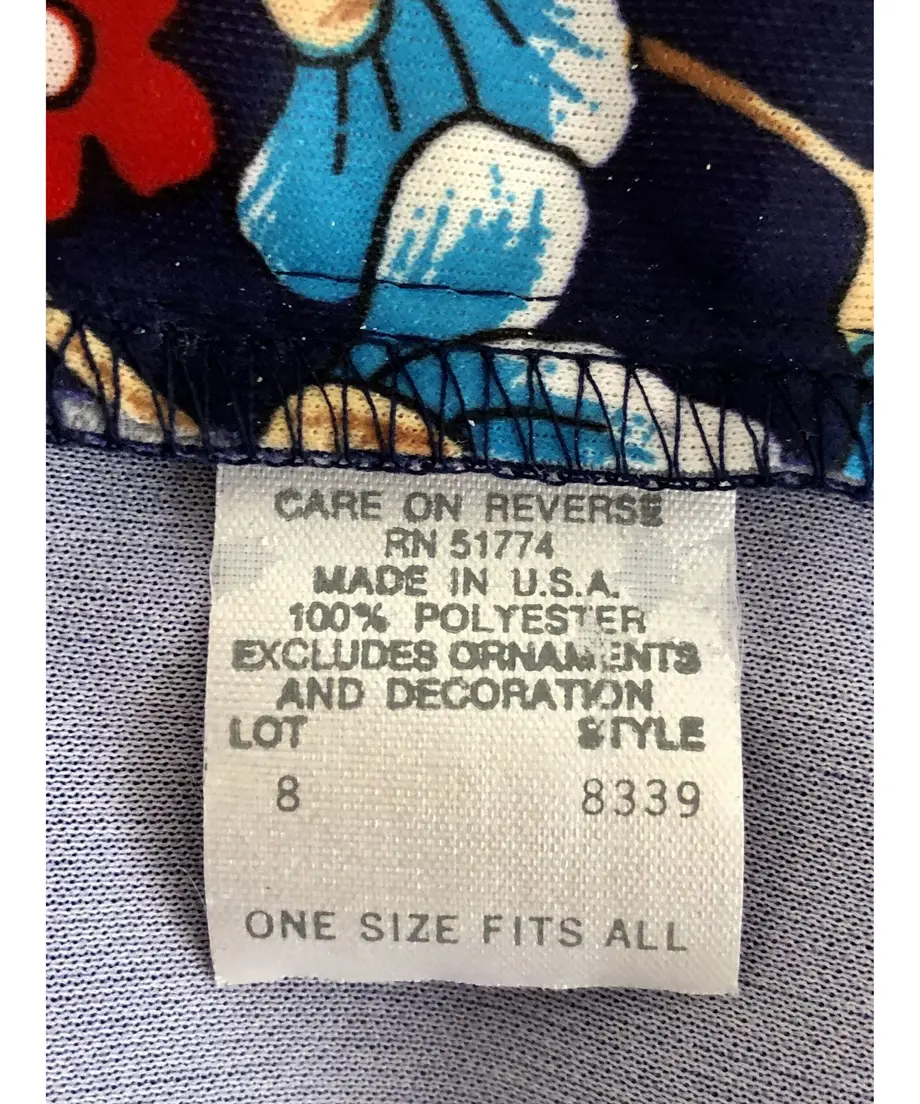 CARE ON REVERSE
RN 51774
MADE IN U.S.A.
100% POLYESTER
EXCLUDES ORNAMENTS
AND DECORATION
LOT STYLE
8 8339
ONE SIZE FITS ALL